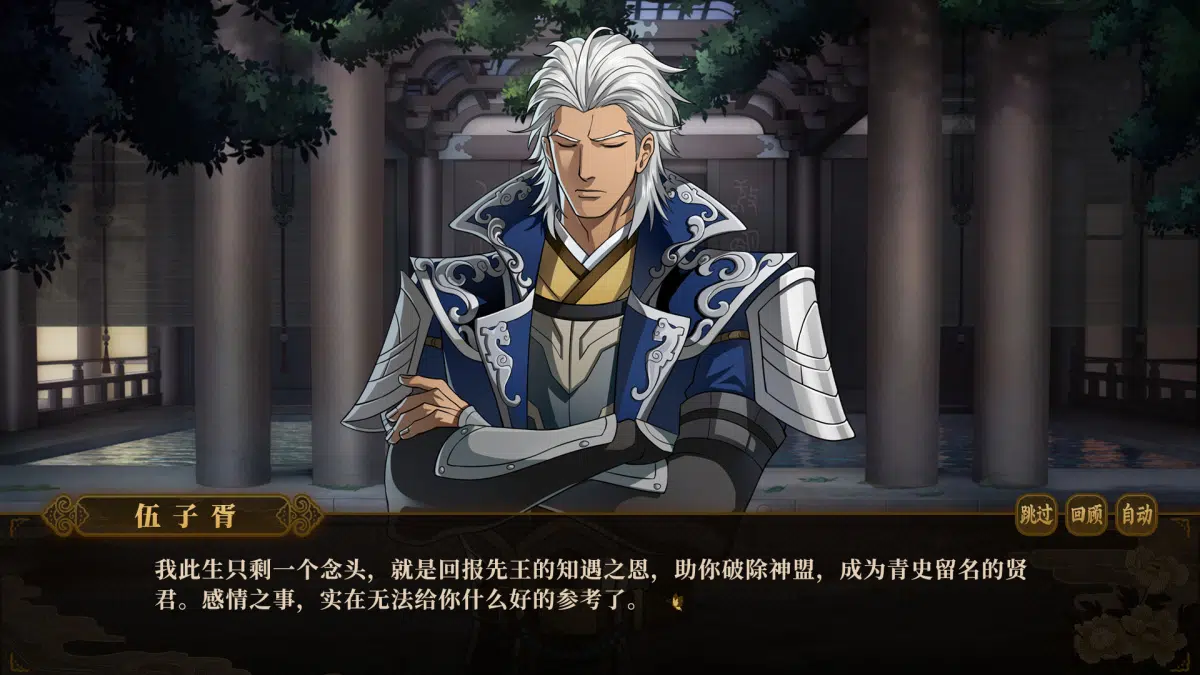 伍子胥
跳过 回顾 自动
我此生只剩一个念头，就是回报先王的知遇之恩，助你破除神盟，成为青史留名的贤
君。感情之事，实在无法给你什么好的参考了。